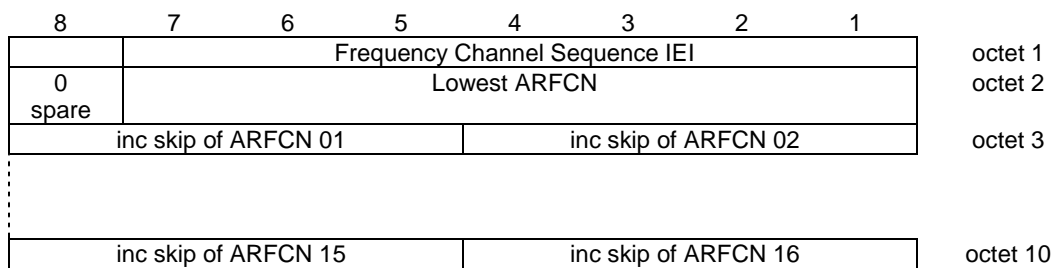 8 7 6 5 4 3 2 1
Frequency Channel Sequence IEI octet 1
0 Lowest ARFCN octet 2
spare
inc skip of ARFCN 01 inc skip of ARFCN 02 octet 3
inc skip of ARFCN 15 inc skip of ARFCN 16 octet 10